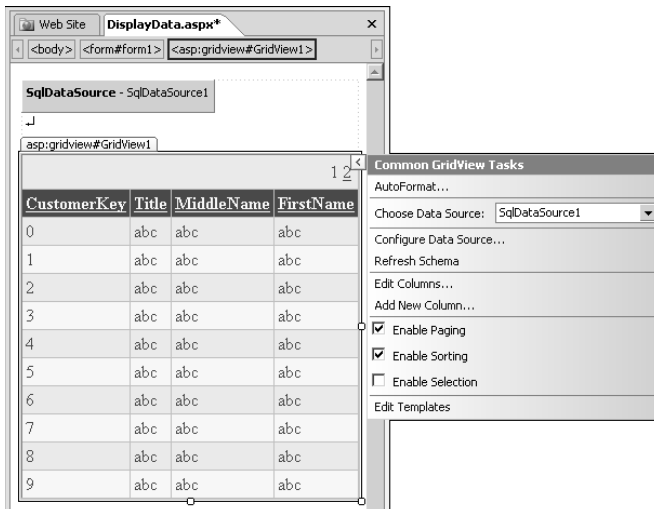 Web Site DisplayData.aspx*
<body> <form#form1> <asp:gridview#GridView1>
SqlDataSource - SqlDataSource1
asp:gridview#GridView1
1 2
CustomerKey Title MiddleName FirstName
0 abc abc abc
1 abc abc abc
2 abc abc abc
3 abc abc abc
4 abc abc abc
5 abc abc abc
6 abc abc abc
7 abc abc abc
8 abc abc abc
9 abc abc abc
Common GridView Tasks
AutoFormat...
Choose Data Source: SqlDataSource1
Configure Data Source...
Refresh Schema
Edit Columns...
Add New Column...
Enable Paging
Enable Sorting
Enable Selection
Edit Templates